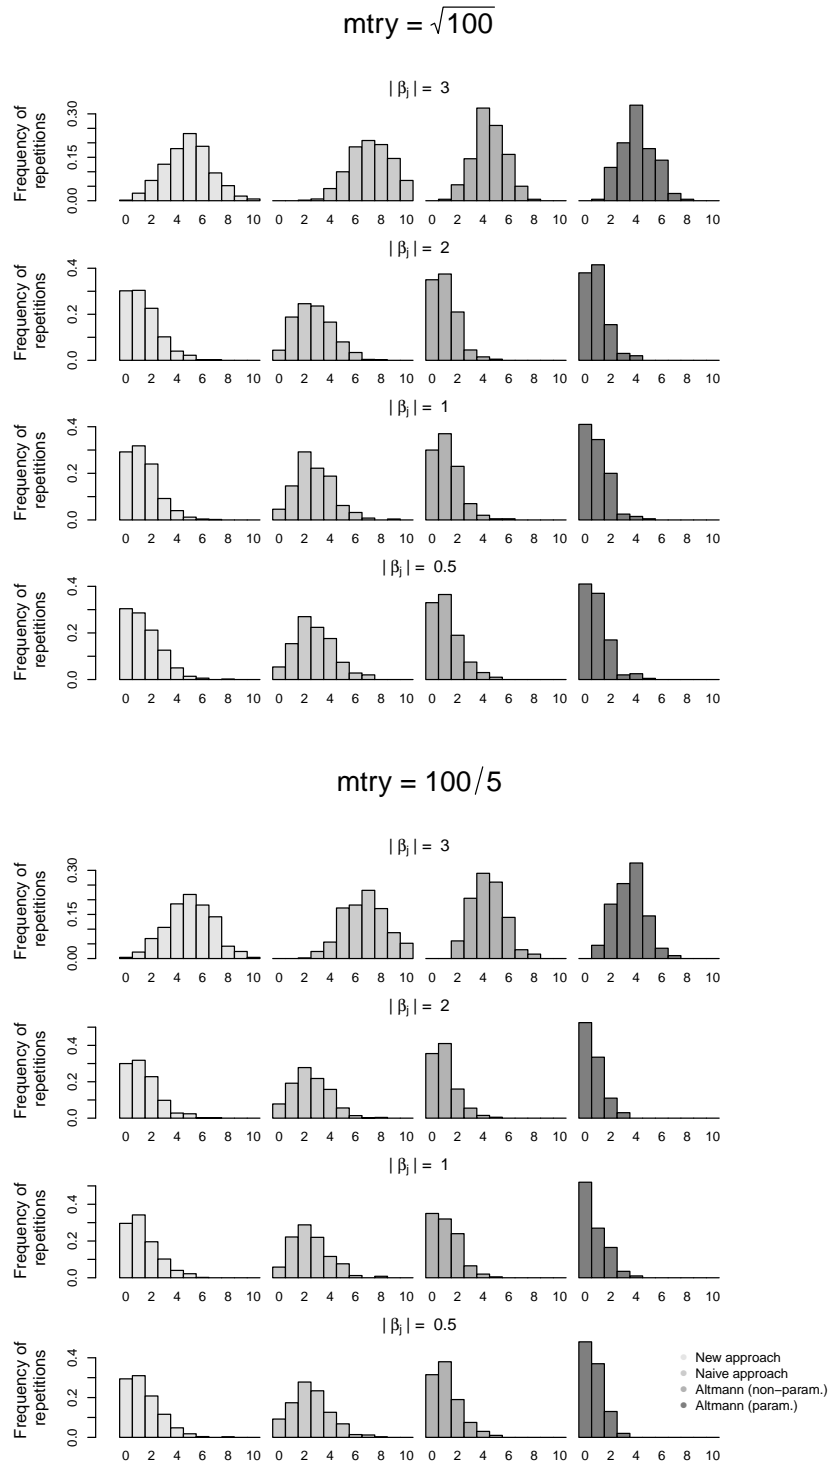 mtry = √100
| βj | = 3
Frequency of
repetitions
0.00 0.15 0.30
0 2 4 6 8 10 0 2 4 6 8 10 0 2 4 6 8 10 0 2 4 6 8 10
| βj | = 2
Frequency of
repetitions
0.0 0.2 0.4
0 2 4 6 8 10 0 2 4 6 8 10 0 2 4 6 8 10 0 2 4 6 8 10
| βj | = 1
Frequency of
repetitions
0.0 0.2 0.4
0 2 4 6 8 10 0 2 4 6 8 10 0 2 4 6 8 10 0 2 4 6 8 10
| βj | = 0.5
Frequency of
repetitions
0.0 0.2 0.4
0 2 4 6 8 10 0 2 4 6 8 10 0 2 4 6 8 10 0 2 4 6 8 10
mtry = 100/5
| βj | = 3
Frequency of
repetitions
0.00 0.15 0.30
0 2 4 6 8 10 0 2 4 6 8 10 0 2 4 6 8 10 0 2 4 6 8 10
| βj | = 2
Frequency of
repetitions
0.0 0.2 0.4
0 2 4 6 8 10 0 2 4 6 8 10 0 2 4 6 8 10 0 2 4 6 8 10
| βj | = 1
Frequency of
repetitions
0.0 0.2 0.4
0 2 4 6 8 10 0 2 4 6 8 10 0 2 4 6 8 10 0 2 4 6 8 10
| βj | = 0.5
Frequency of
repetitions
0.0 0.2 0.4
0 2 4 6 8 10 0 2 4 6 8 10 0 2 4 6 8 10 0 2 4 6 8 10
New approach
Naive approach
Altmann (non−param.)
Altmann (param.)